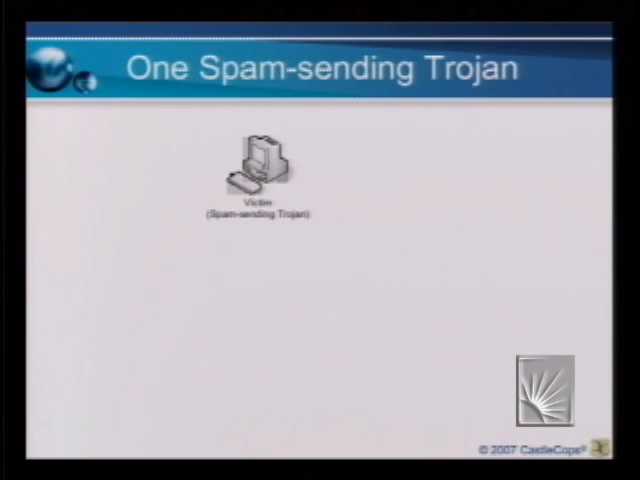 One Spam-sending Trojan
Victim
(Spam-sending Trojan)
© 2007 CastleCops®